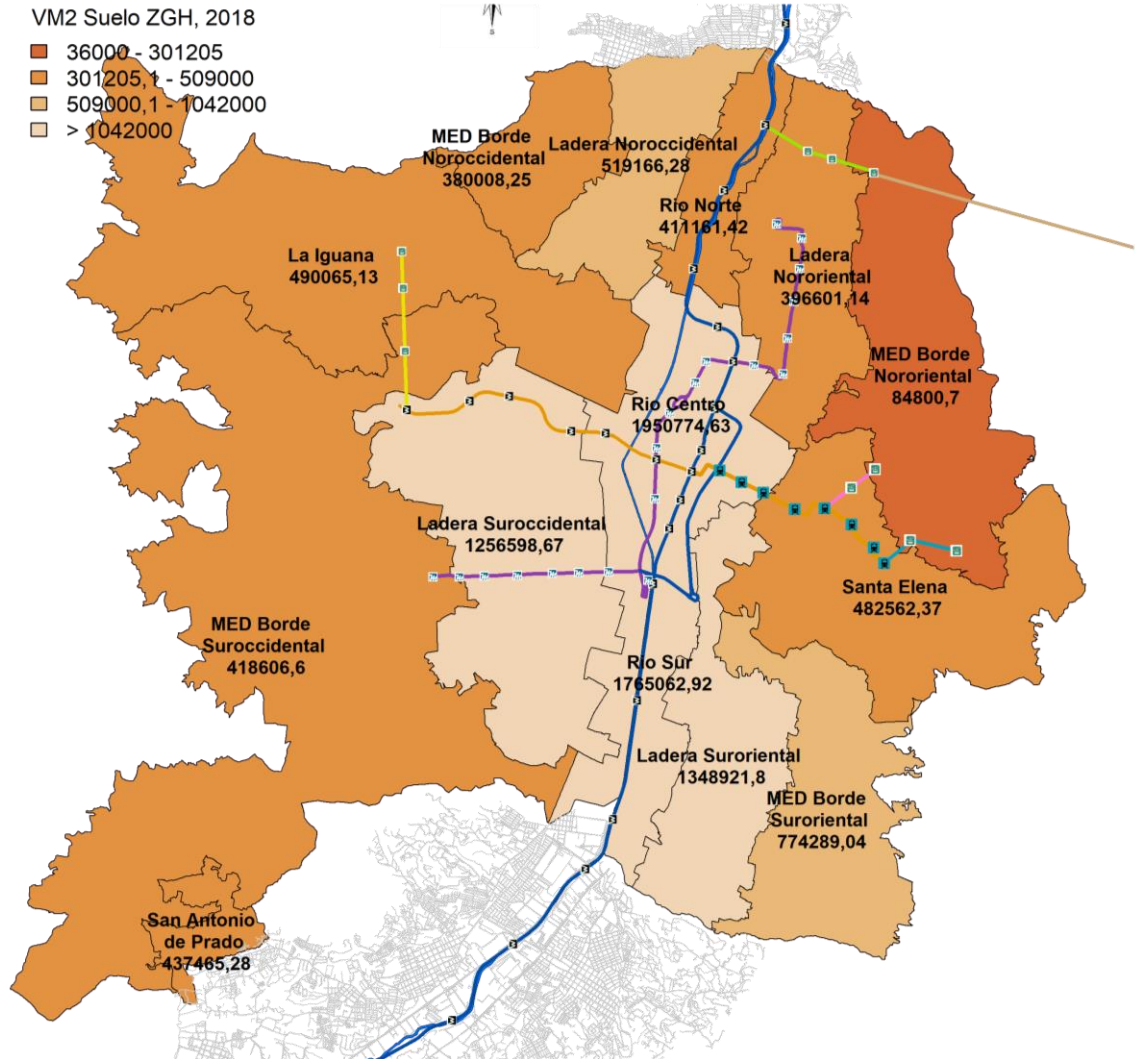 VM2 Suelo ZGH, 2018
36000 - 301205
301205,1 - 509000
509000,1 - 1042000
> 1042000
MED Borde
Noroccidental
380008,25
Ladera Noroccidental
519166,28
Rio Norte
411161,42
La Iguana
490065,13
Ladera
Nororiental
396601,14
MED Borde
Nororiental
84800,7
Rio Centro
1950774,63
Ladera Suroccidental
1256598,67
Santa Elena
482562,37
MED Borde
Suroccidental
418606,6
Rio Sur
1765062,92
Ladera Suroriental
1348921,8
MED Borde
Suroriental
774289,04
San Antonio
de Prado
437465,28